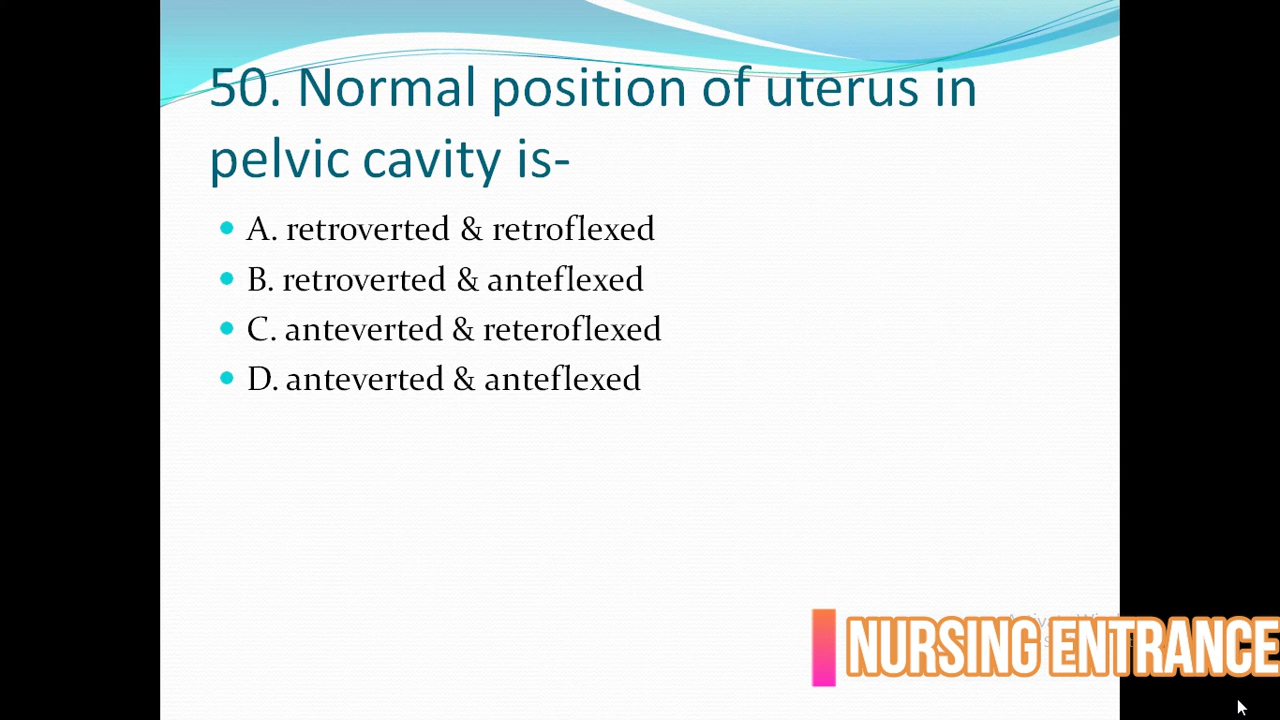 50. Normal position of uterus in
pelvic cavity is-
A. retroverted & retroflexed
B. retroverted & anteflexed
C. anteverted & reteroflexed
D. anteverted & anteflexed
NURSING ENTRANCE